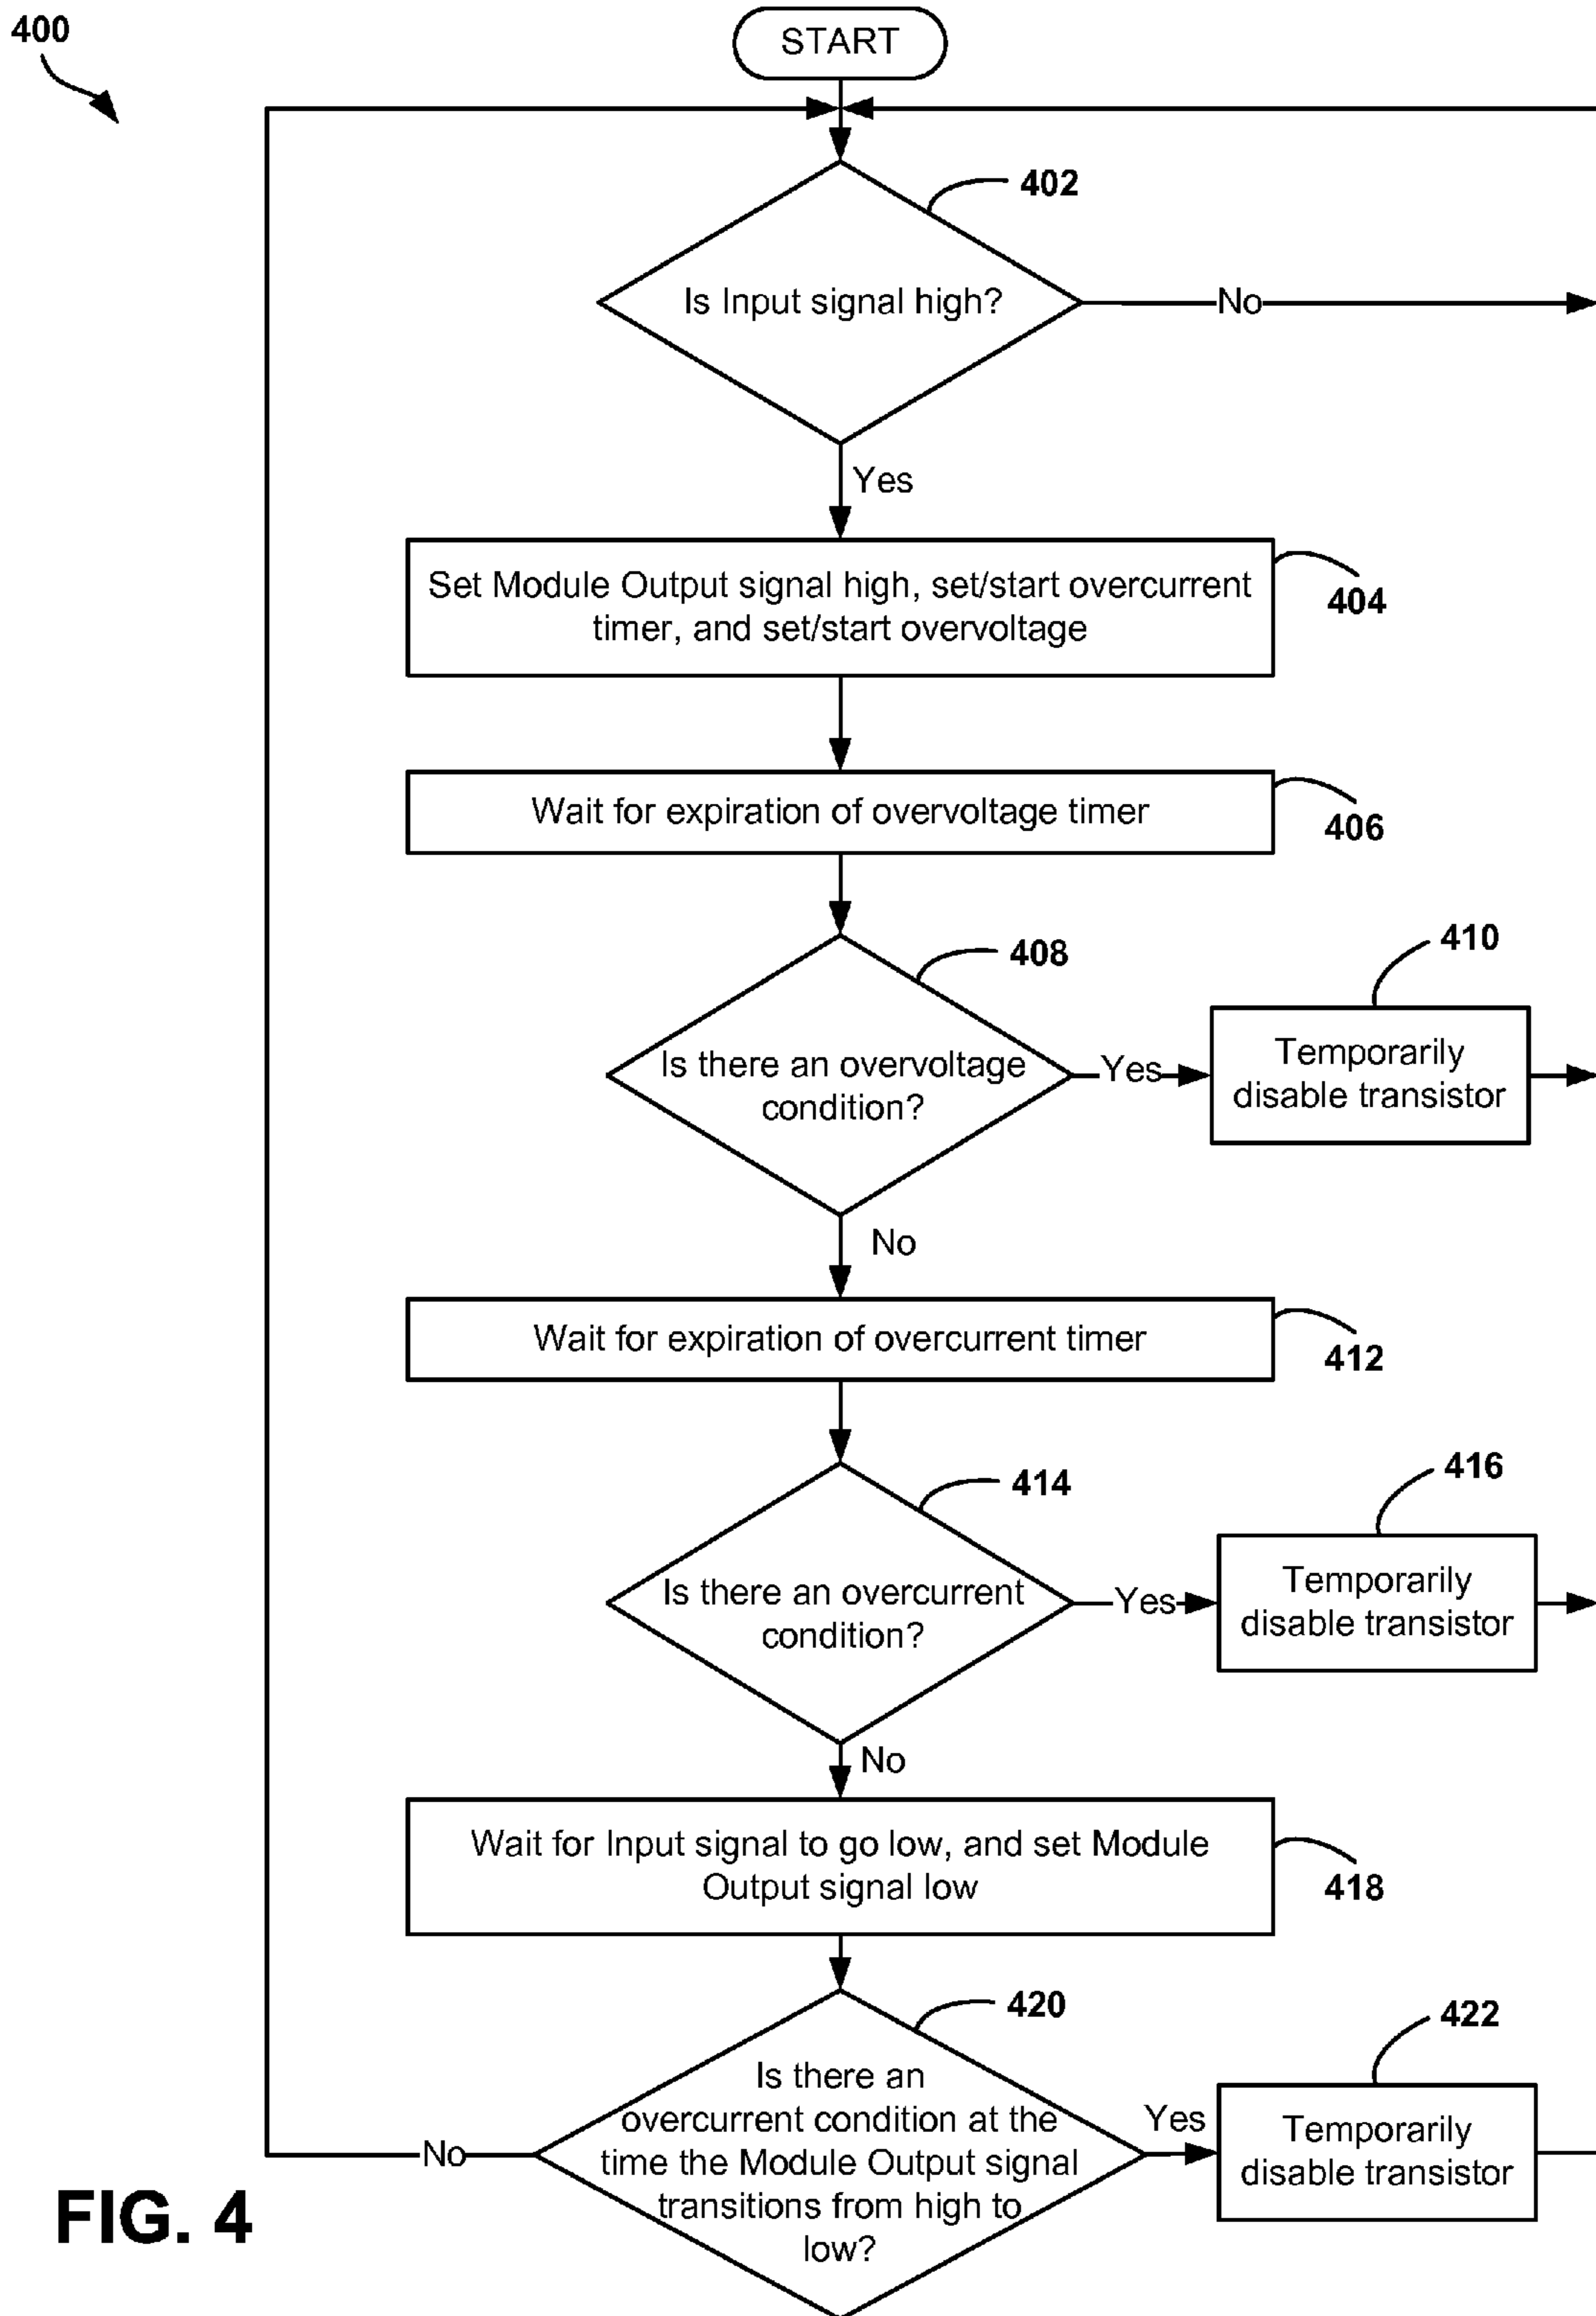 400
START
402
Is Input signal high?
No
Yes
Set Module Output signal high, set/start overcurrent
timer, and set/start overvoltage
404
Wait for expiration of overvoltage timer
406
408
410
Is there an overvoltage
condition?
Yes
Temporarily
disable transistor
No
Wait for expiration of overcurrent timer
412
414
416
Is there an overcurrent
condition?
Yes
Temporarily
disable transistor
No
Wait for Input signal to go low, and set Module
Output signal low
418
420
422
Is there an
overcurrent condition at the
time the Module Output signal
transitions from high to
low?
Yes
Temporarily
disable transistor
No
FIG. 4